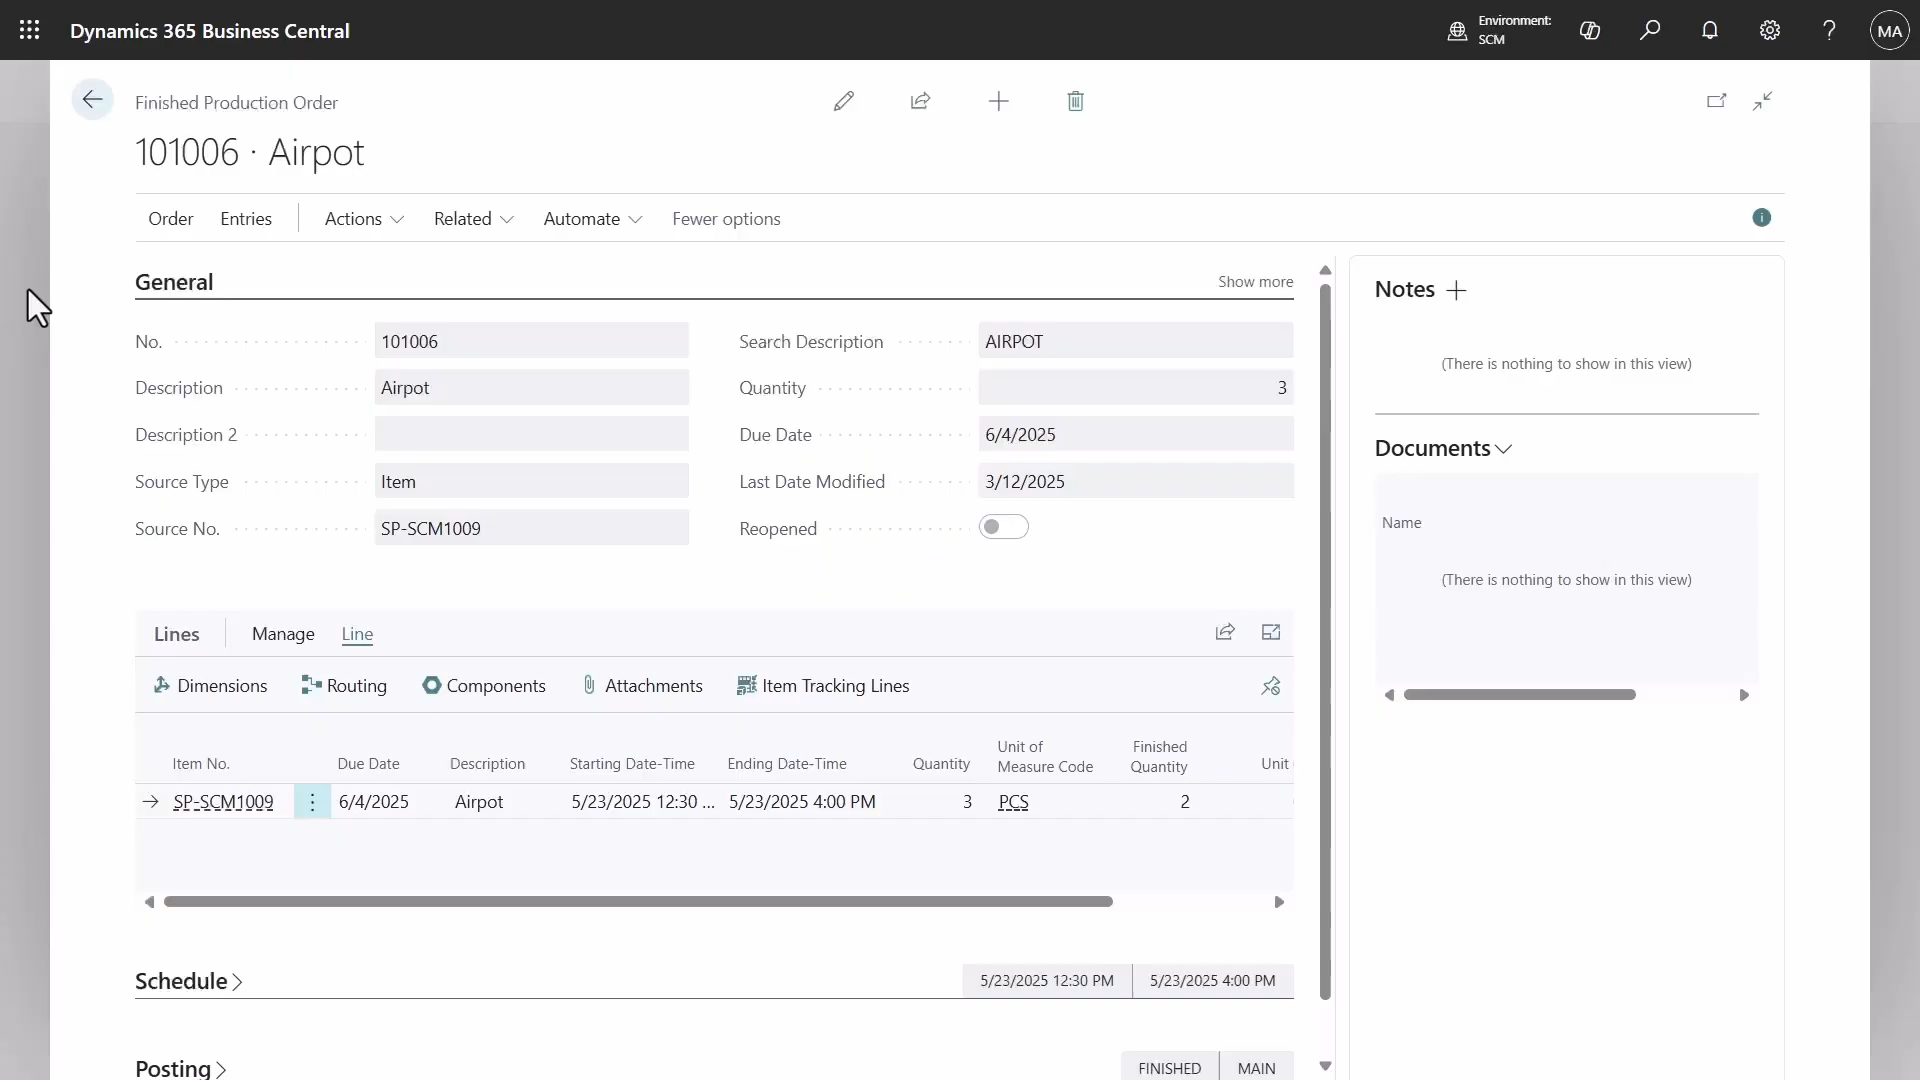 Dynamics 365 Business Central
Environment:
SCM
MA
Finished Production Order
101006 · Airpot
Order Entries Actions Related Automate Fewer options
General Show more
No. 101006
Description Airpot
Description 2
Source Type Item
Source No. SP-SCM1009
Search Description AIRPOT
Quantity 3
Due Date 6/4/2025
Last Date Modified 3/12/2025
Reopened
Lines Manage Line
Dimensions Routing Components Attachments Item Tracking Lines
Item No. Due Date Description Starting Date-Time Ending Date-Time Quantity Unit of Measure Code Finished Quantity Unit
SP-SCM1009 6/4/2025 Airpot 5/23/2025 12:30 ... 5/23/2025 4:00 PM 3 PCS 2
Schedule 5/23/2025 12:30 PM 5/23/2025 4:00 PM
Posting FINISHED MAIN
Notes
(There is nothing to show in this view)
Documents
Name
(There is nothing to show in this view)